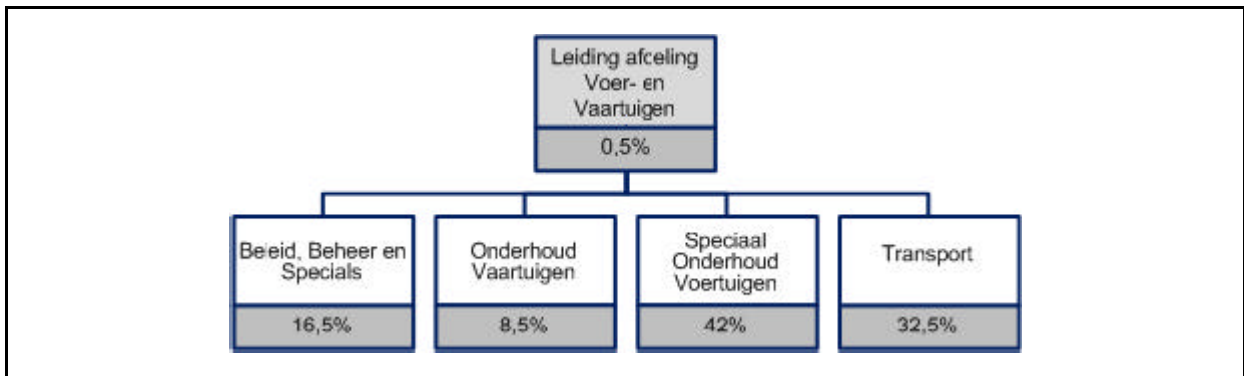 Leiding afdeling
Voer- en
Vaartuigen
0,5%
Beleid, Beheer en
Specials
16,5%
Onderhoud
Vaartuigen
8,5%
Speciaal
Onderhoud
Voertuigen
42%
Transport
32,5%